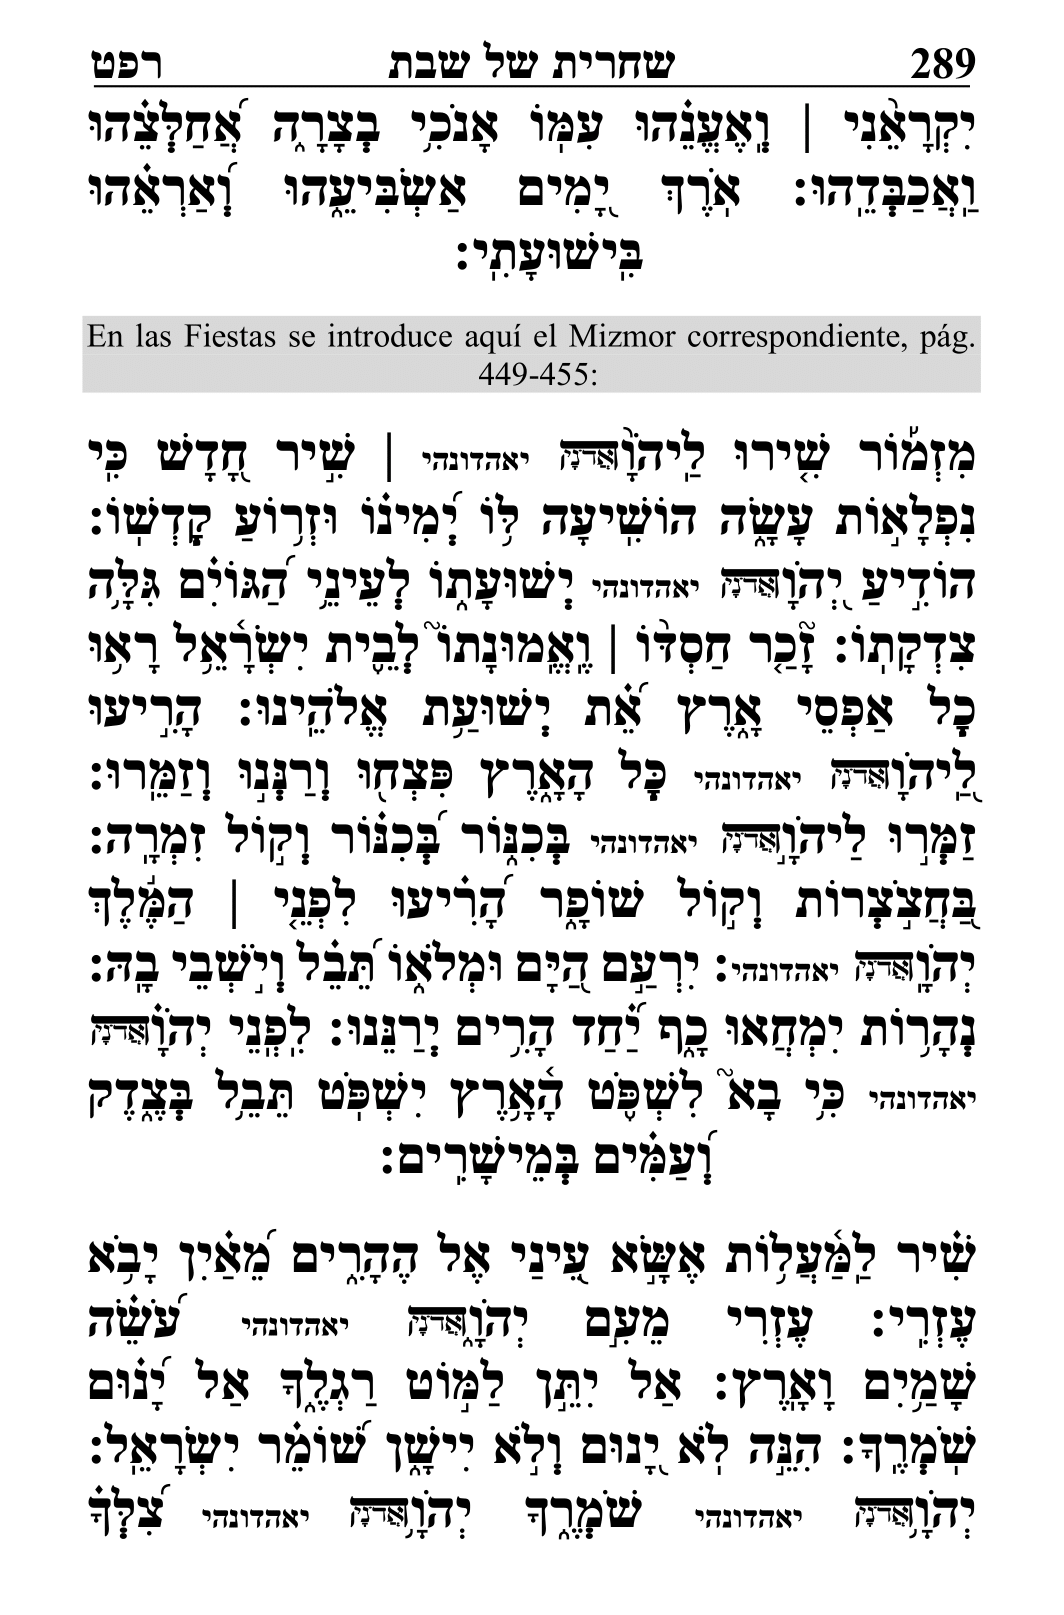 289 שחרית של שבת רפט
יִקְרָאֵנִי | וְאֶעֱנֵהוּ עִמּוֹ אָנֹכִי בְצָרָה אֲחַלְּצֵהוּ
וַאֲכַבְּדֵהוּ: אֹרֶךְ יָמִים אַשְׂבִּיעֵהוּ וְאַרְאֵהוּ
בִּישׁוּעָתִי:
En las Fiestas se introduce aquí el Mizmor correspondiente, pág.
449-455:
מִזְמוֹר שִׁירוּ לַיהֹוָאֲדֹנָי יאהדונהי | שִׁיר חָדָשׁ כִּי
נִפְלָאוֹת עָשָׂה הוֹשִׁיעָה לּוֹ יְמִינוֹ וּזְרוֹעַ קָדְשׁוֹ:
הוֹדִיעַ יְהֹוָאֲדֹנָי יאהדונהי יְשׁוּעָתוֹ לְעֵינֵי הַגּוֹיִם גִּלָּה
צִדְקָתוֹ: זָכַר חַסְדּוֹ | וֶאֱמוּנָתוֹ לְבֵית יִשְׂרָאֵל רָאוּ
כָל אַפְסֵי אָרֶץ אֵת יְשׁוּעַת אֱלֹהֵינוּ: הָרִיעוּ
לַיהֹוָאֲדֹנָי יאהדונהי כָּל הָאָרֶץ פִּצְחוּ וְרַנְּנוּ וְזַמֵּרוּ:
זַמְּרוּ לַיהֹוָאֲדֹנָי יאהדונהי בְּכִנּוֹר בְּכִנּוֹר וְקוֹל זִמְרָה:
בַּחֲצֹצְרוֹת וְקוֹל שׁוֹפָר הָרִיעוּ לִפְנֵי | הַמֶּלֶךְ
יְהֹוָאֲדֹנָי יאהדונהי: יִרְעַם הַיָּם וּמְלֹאוֹ תֵּבֵל וְיֹשְׁבֵי בָהּ:
נְהָרוֹת יִמְחֲאוּ כָף יַחַד הָרִים יְרַנֵּנוּ: לִפְנֵי יְהֹוָאֲדֹנָי
יאהדונהי כִּי בָא לִשְׁפֹּט הָאָרֶץ יִשְׁפֹּט תֵּבֵל בְּצֶדֶק
וְעַמִּים בְּמֵישָׁרִים:
שִׁיר לַמַּעֲלוֹת אֶשָּׂא עֵינַי אֶל הֶהָרִים מֵאַיִן יָבֹא
עֶזְרִי: עֶזְרִי מֵעִם יְהֹוָאֲדֹנָי יאהדונהי עֹשֵׂה
שָׁמַיִם וָאָרֶץ: אַל יִתֵּן לַמּוֹט רַגְלֶךָ אַל יָנוּם
שֹׁמְרֶךָ: הִנֵּה לֹא יָנוּם וְלֹא יִישָׁן שׁוֹמֵר יִשְׂרָאֵל:
יְהֹוָאֲדֹנָי יאהדונהי שֹׁמְרֶךָ יְהֹוָאֲדֹנָי יאהדונהי צִלְּךָ